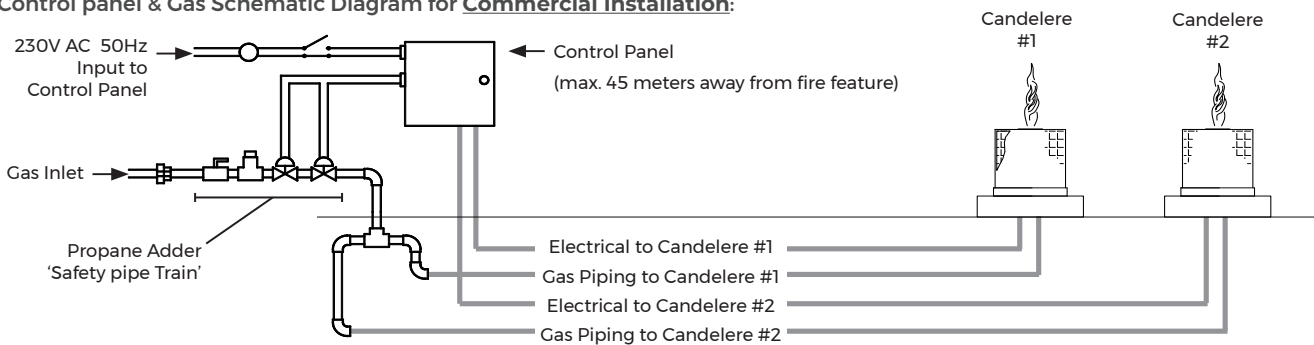 Control panel & Gas Schematic Diagram for Commercial Installation:
230V AC 50Hz
Input to
Control Panel
Control Panel
(max. 45 meters away from fire feature)
Candelere
#1
Candelere
#2
Gas Inlet
Propane Adder
‘Safety pipe Train’
Electrical to Candelere #1
Gas Piping to Candelere #1
Electrical to Candelere #2
Gas Piping to Candelere #2